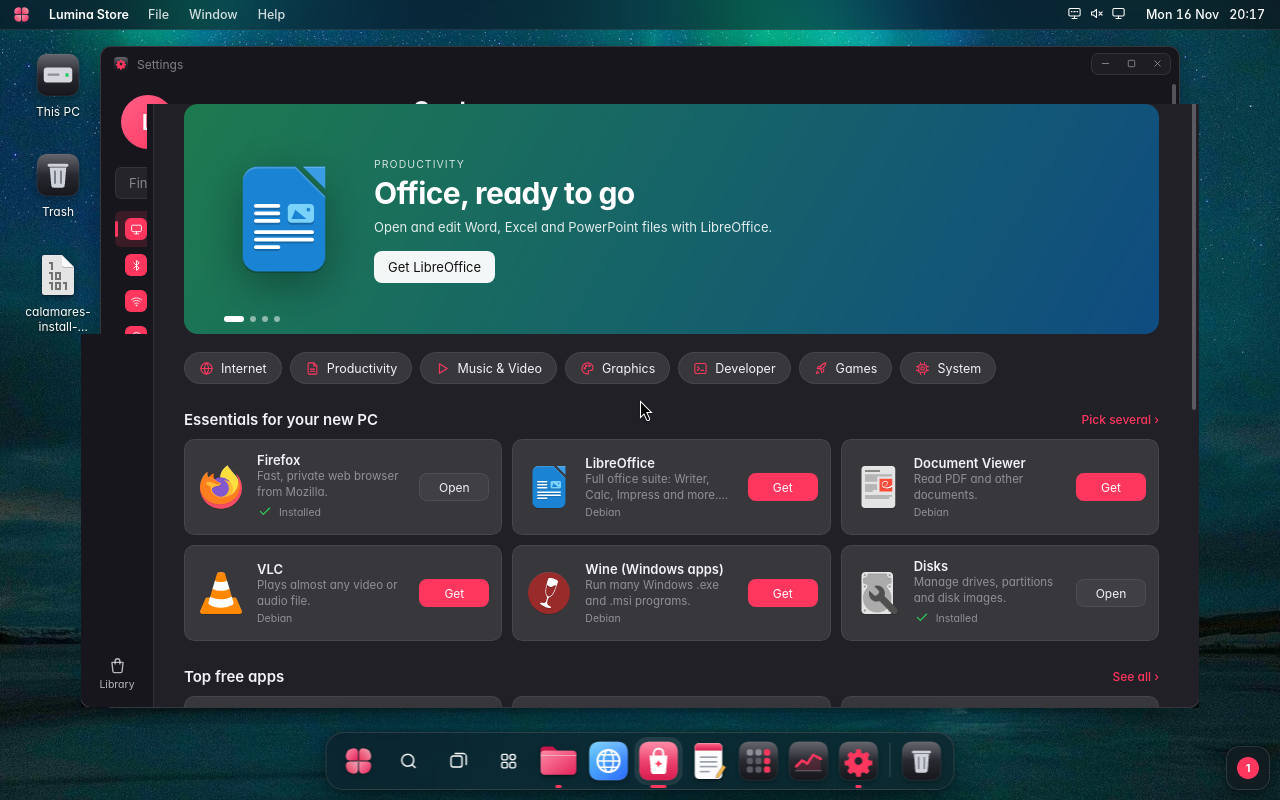 Lumina Store File Window Help
Mon 16 Nov 20:17
This PC
Trash
calamares-
install-...
Settings
Fin
PRODUCTIVITY
Office, ready to go
Open and edit Word, Excel and PowerPoint files with LibreOffice.
Get LibreOffice
Internet Productivity Music & Video Graphics Developer Games System
Essentials for your new PC
Pick several ›
Firefox
Fast, private web browser
from Mozilla.
Installed
Open
LibreOffice
Full office suite: Writer,
Calc, Impress and more....
Debian
Get
Document Viewer
Read PDF and other
documents.
Debian
Get
VLC
Plays almost any video or
audio file.
Debian
Get
Wine (Windows apps)
Run many Windows .exe
and .msi programs.
Debian
Get
Disks
Manage drives, partitions
and disk images.
Installed
Open
Library
Top free apps
See all ›
1